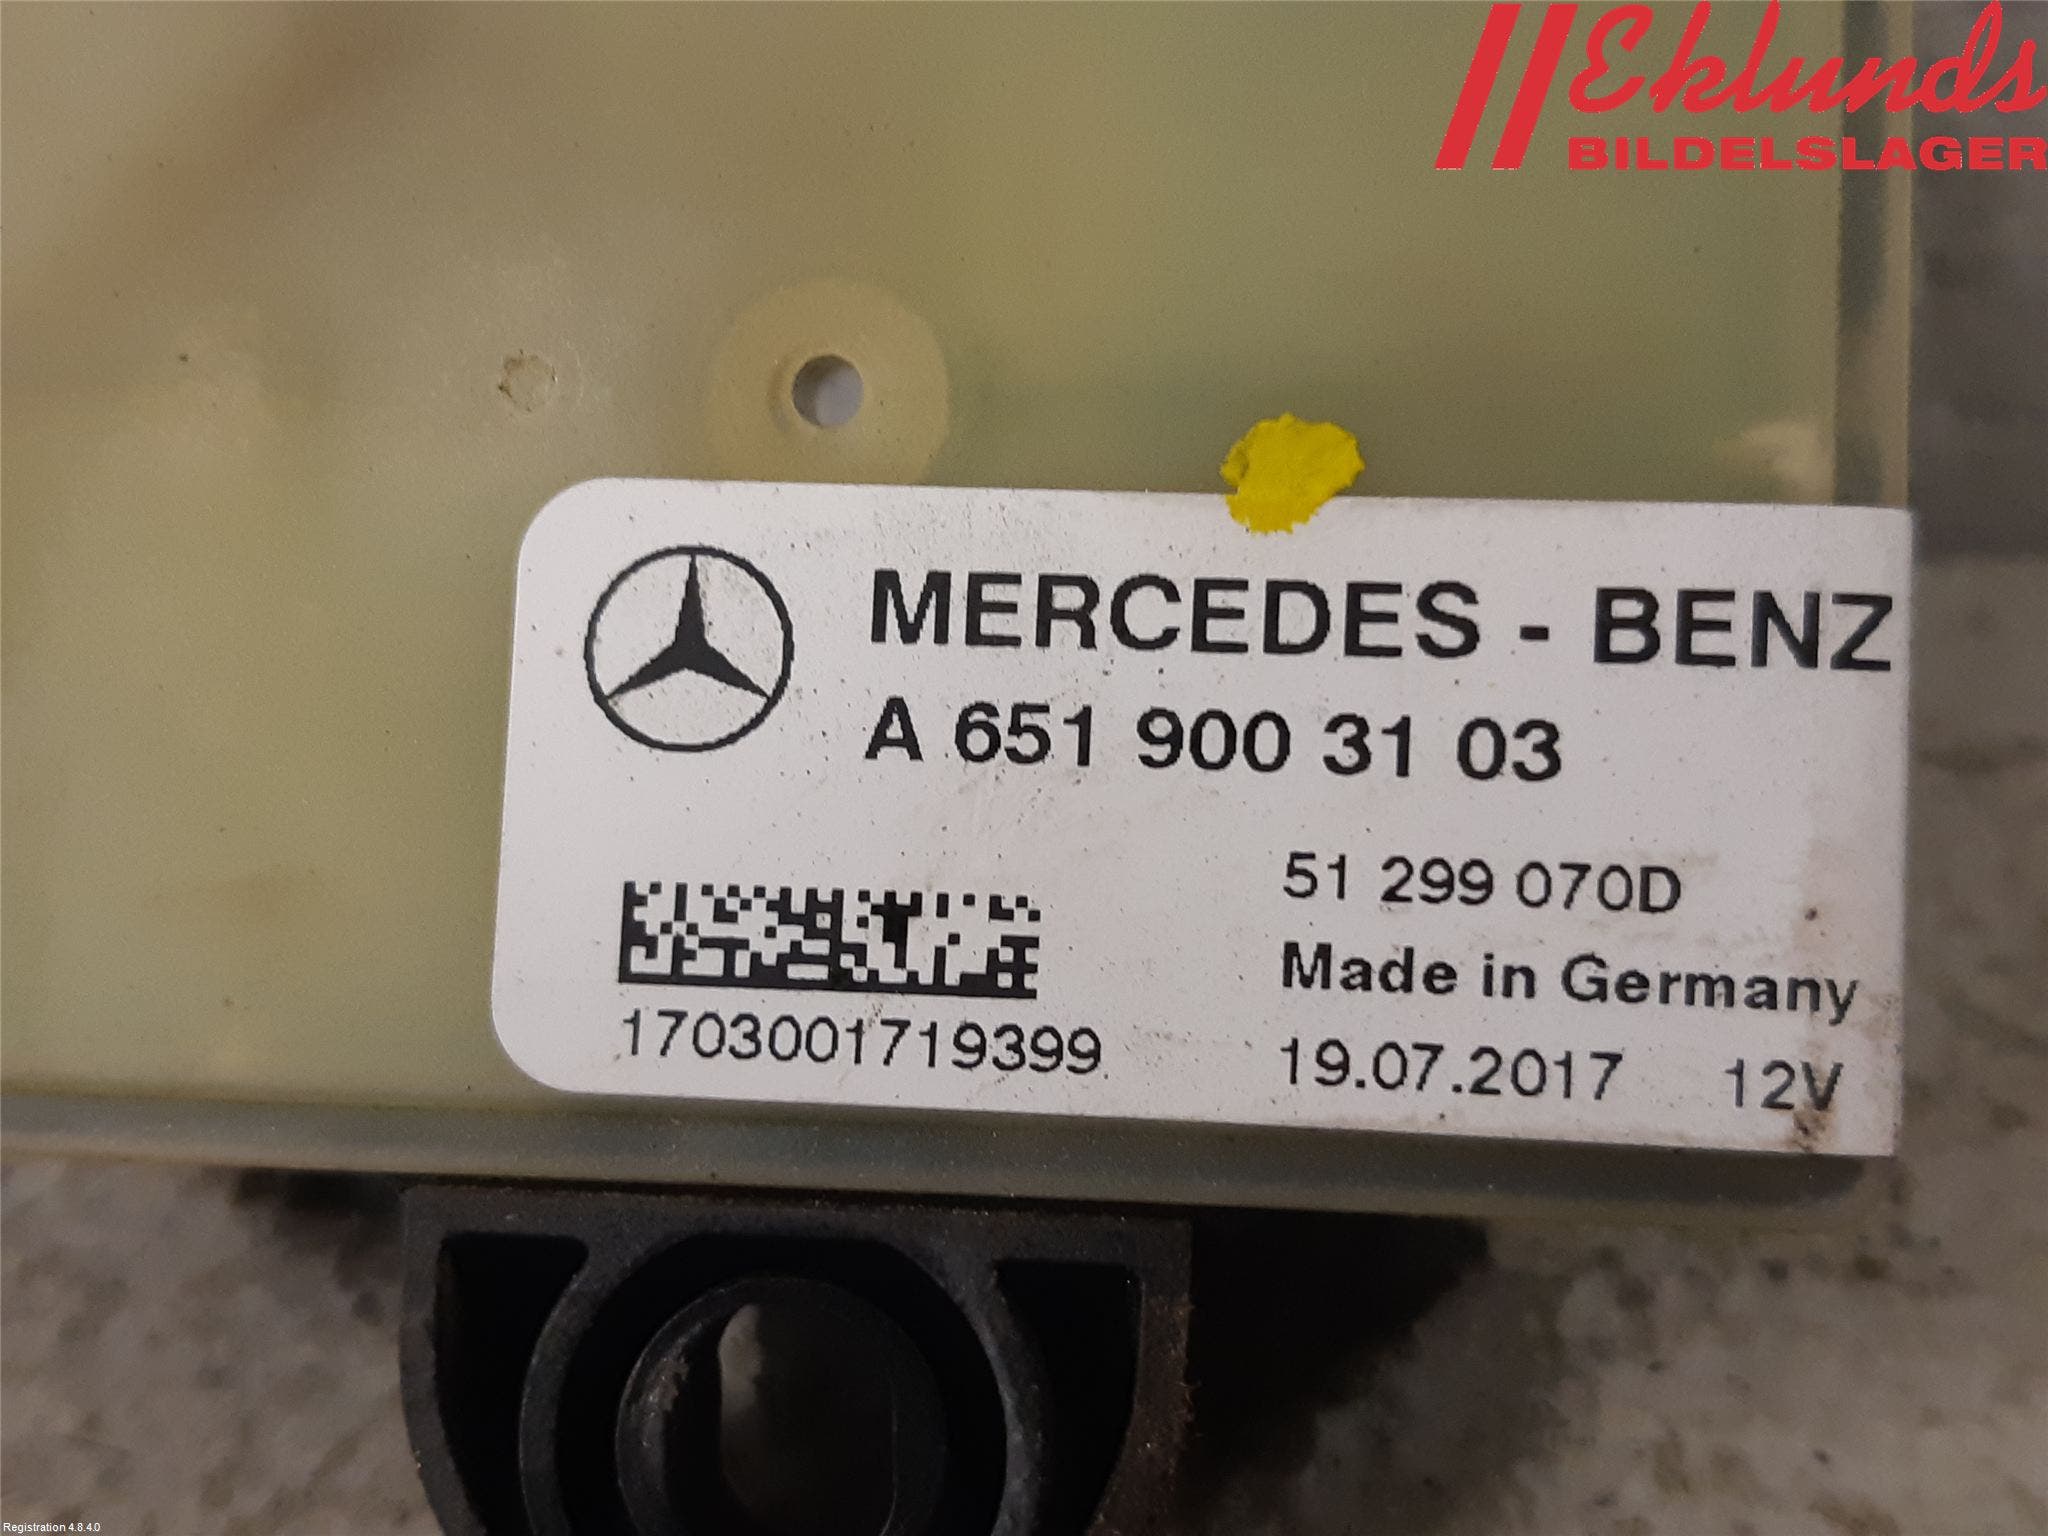 Eklunds
BILDELSLAGER
MERCEDES - BENZ
A 651 900 31 03
51 299 070D
Made in Germany
1703001719399
19.07.2017 12V
Registration 4.8.4.0